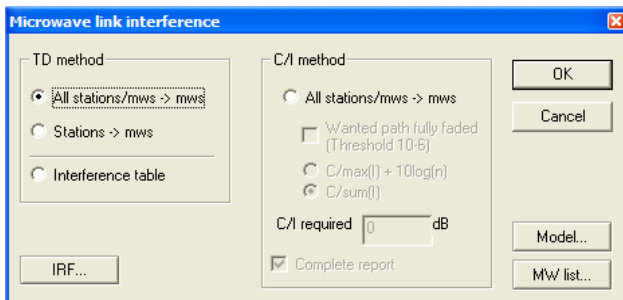 Microwave link interference
TD method
All stations/mws -> mws
Stations -> mws
Interference table
IRF...
C/I method
All stations/mws -> mws
Wanted path fully faded
(Threshold 10-6)
C/max(I) + 10log(n)
C/sum(I)
C/I required 0 dB
Complete report
OK
Cancel
Model...
MW list...